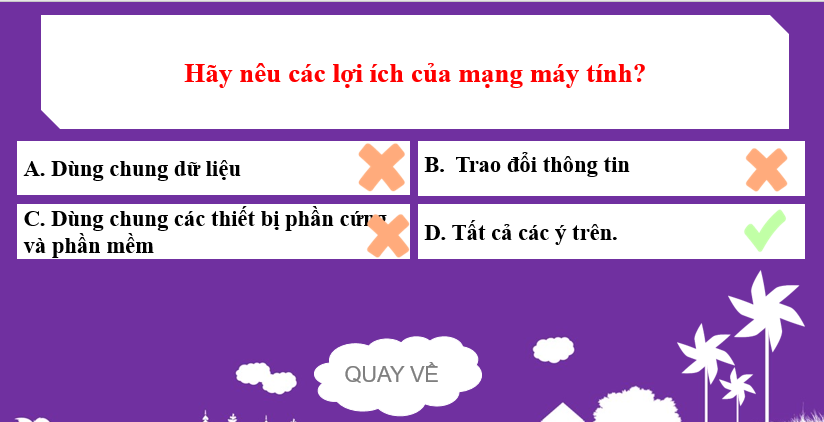 Hãy nêu các lợi ích của mạng máy tính?
A. Dùng chung dữ liệu
B. Trao đổi thông tin
C. Dùng chung các thiết bị phần cứng
và phần mềm
D. Tất cả các ý trên.
QUAY VỀ